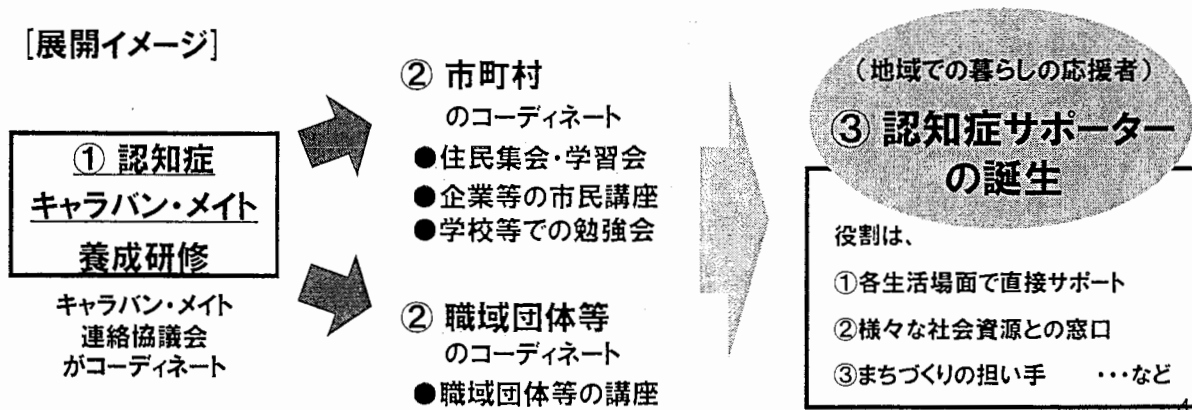 [展開イメージ]
① 認知症
キャラバン・メイト
養成研修
キャラバン・メイト
連絡協議会
がコーディネート
② 市町村
のコーディネート
●住民集会・学習会
●企業等の市民講座
●学校等での勉強会
② 職域団体等
のコーディネート
●職域団体等の講座
（地域での暮らしの応援者）
③ 認知症サポーター
の誕生
役割は、
①各生活場面で直接サポート
②様々な社会資源との窓口
③まちづくりの担い手　・・・など
4